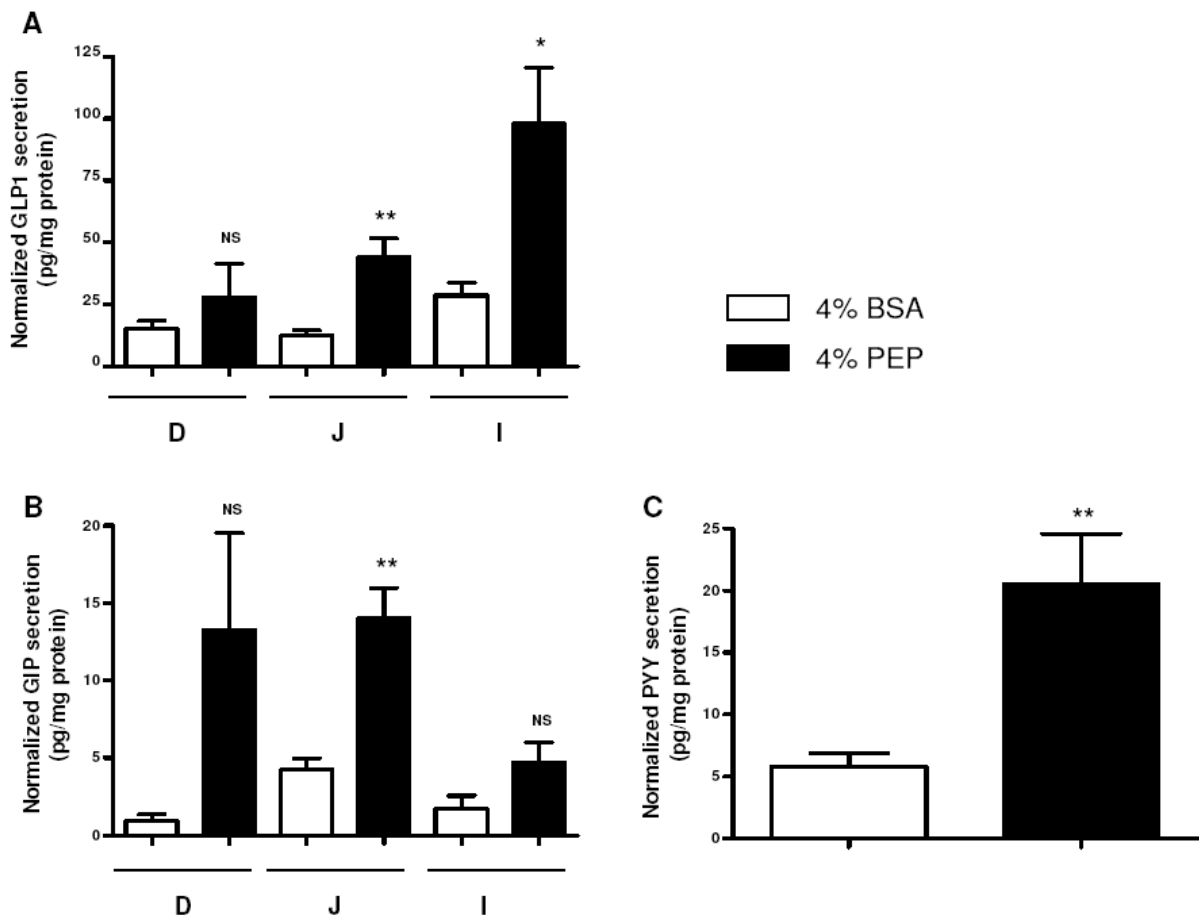 A
Normalized GLP1 secretion
(pg/mg protein)
125
100
75
50
25
0
NS
**
*
D
J
I
4% BSA
4% PEP
B
Normalized GIP secretion
(pg/mg protein)
20
15
10
5
0
NS
**
NS
D
J
I
C
Normalized PYY secretion
(pg/mg protein)
25
20
15
10
5
0
**